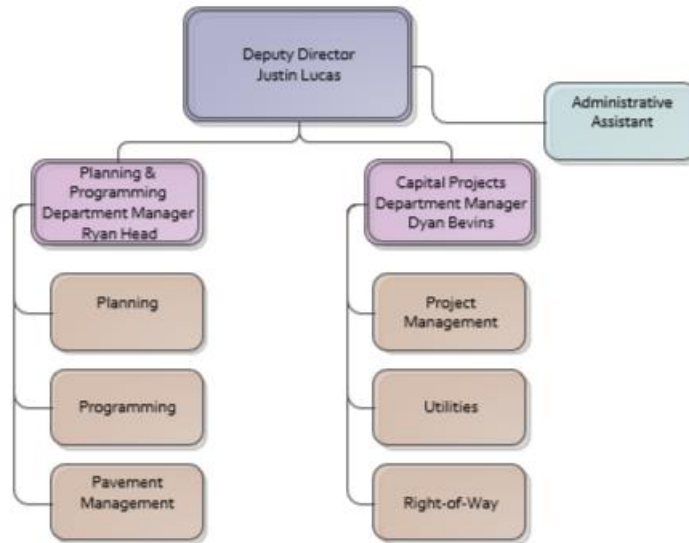 Deputy Director
Justin Lucas
Administrative
Assistant
Planning &
Programming
Department Manager
Ryan Head
Capital Projects
Department Manager
Dyan Bevins
Planning
Project
Management
Programming
Utilities
Pavement
Management
Right-of-Way